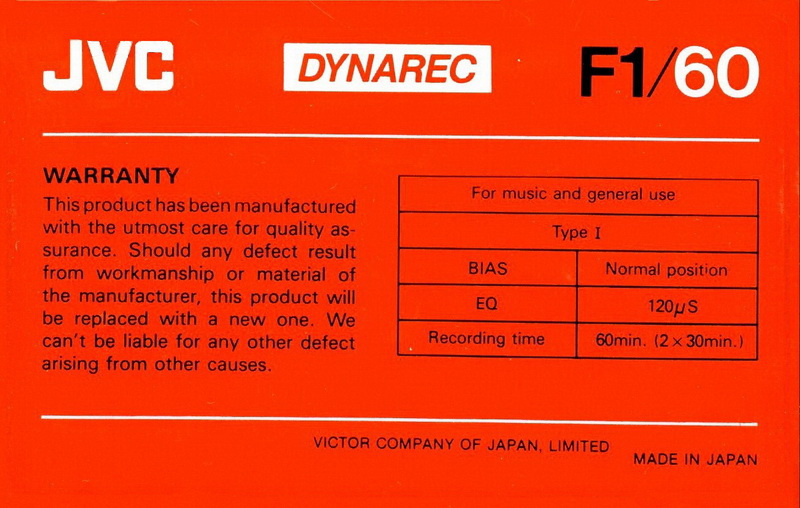 JVC DYNAREC F1/60
WARRANTY
This product has been manufactured
with the utmost care for quality as-
surance. Should any defect result
from workmanship or material of
the manufacturer, this product will
be replaced with a new one. We
can't be liable for any other defect
arising from other causes.
For music and general use
Type I
BIAS Normal position
EQ 120μS
Recording time 60min. (2×30min.)
VICTOR COMPANY OF JAPAN, LIMITED
MADE IN JAPAN